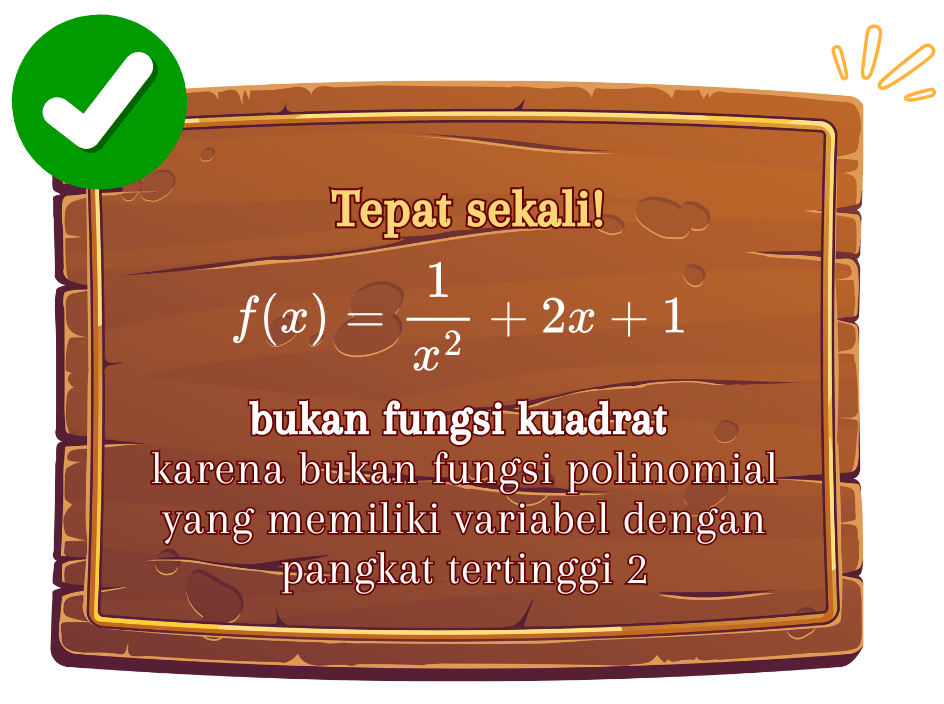 Tepat sekali!
f(x) = \frac{1}{x^2} + 2x + 1
bukan fungsi kuadrat
karena bukan fungsi polinomial
yang memiliki variabel dengan
pangkat tertinggi 2